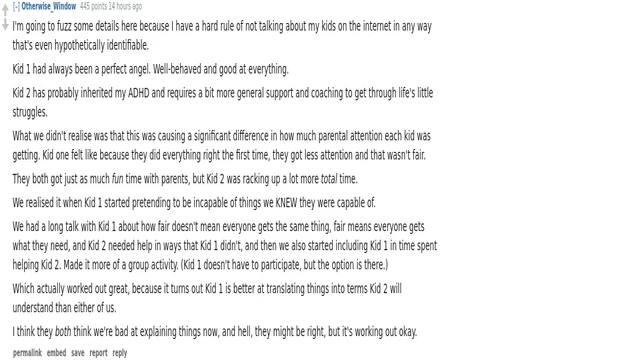 [-] Otherwise_Window 445 points 14 hours ago
I'm going to fuzz some details here because I have a hard rule of not talking about my kids on the internet in any way
that's even hypothetically identifiable.
Kid 1 had always been a perfect angel. Well-behaved and good at everything.
Kid 2 has probably inherited my ADHD and requires a bit more general support and coaching to get through life's little
struggles.
What we didn't realise was that this was causing a significant difference in how much parental attention each kid was
getting. Kid one felt like because they did everything right the first time, they got less attention and that wasn't fair.
They both got just as much fun time with parents, but Kid 2 was racking up a lot more total time.
We realised it when Kid 1 started pretending to be incapable of things we KNEW they were capable of.
We had a long talk with Kid 1 about how fair doesn't mean everyone gets the same thing, fair means everyone gets
what they need, and Kid 2 needed help in ways that Kid 1 didn't, and then we also started including Kid 1 in time spent
helping Kid 2. Made it more of a group activity. (Kid 1 doesn't have to participate, but the option is there.)
Which actually worked out great, because it turns out Kid 1 is better at translating things into terms Kid 2 will
understand than either of us.
I think they both think we're bad at explaining things now, and hell, they might be right, but it's working out okay.
permalink embed save report reply